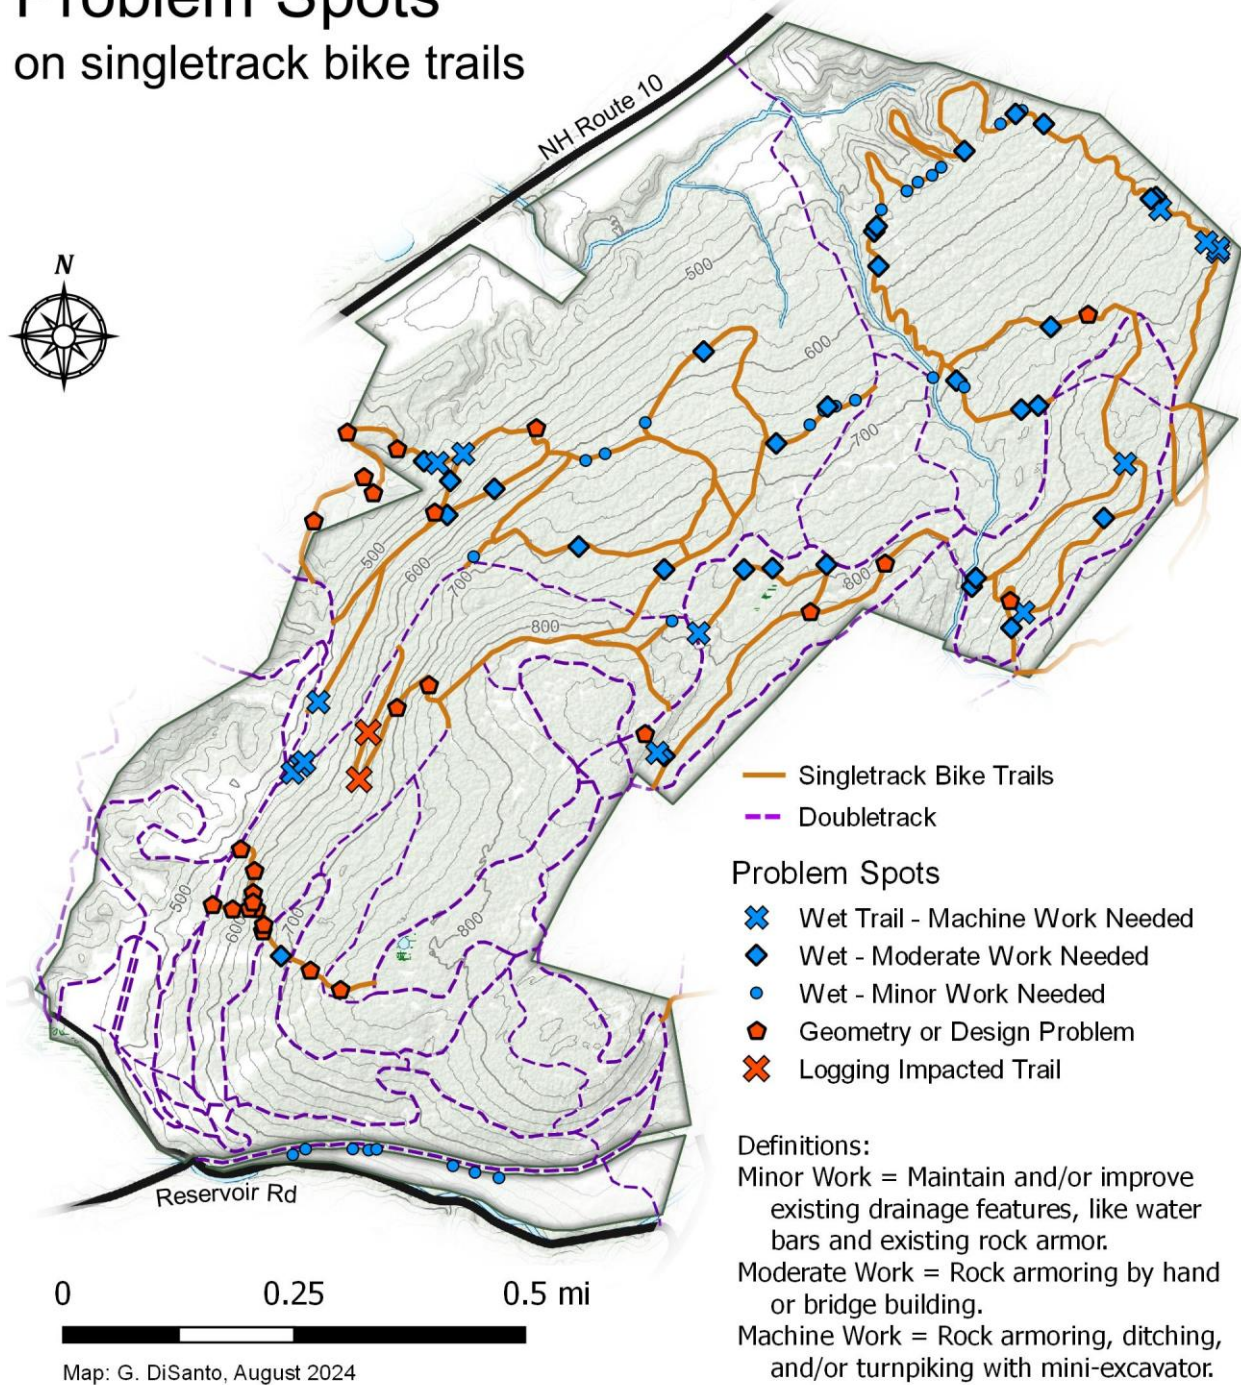 Problem Spots
on singletrack bike trails
NH Route 10
N
500
600
700
500
600
700
800
800
500
600
700
800
Singletrack Bike Trails
Doubletrack
Problem Spots
Wet Trail - Machine Work Needed
Wet - Moderate Work Needed
Wet - Minor Work Needed
Geometry or Design Problem
Logging Impacted Trail
Reservoir Rd
Definitions:
Minor Work = Maintain and/or improve
existing drainage features, like water
bars and existing rock armor.
Moderate Work = Rock armoring by hand
or bridge building.
Machine Work = Rock armoring, ditching,
and/or turnpiking with mini-excavator.
0 0.25 0.5 mi
Map: G. DiSanto, August 2024